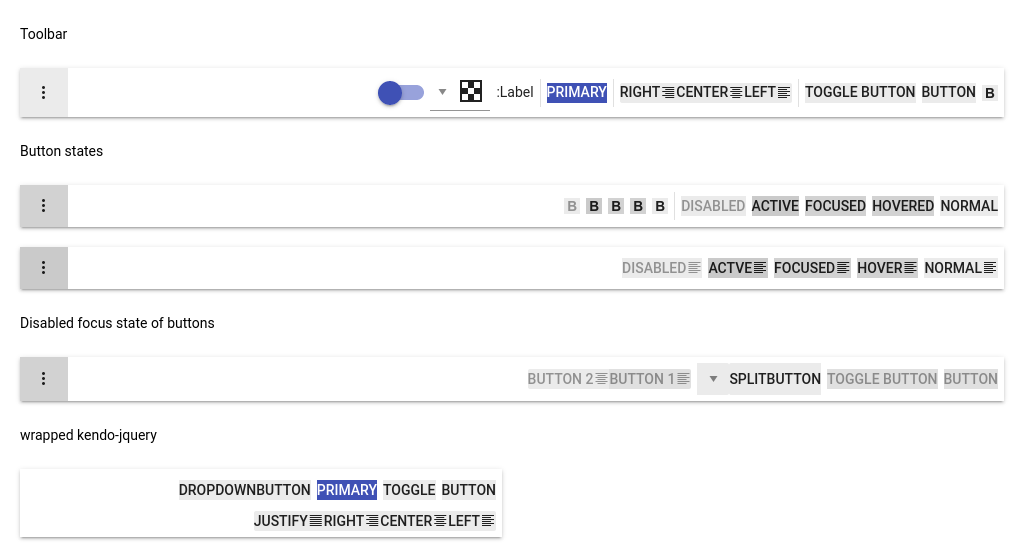 Toolbar
:Label PRIMARY RIGHT CENTER LEFT TOGGLE BUTTON BUTTON B
Button states
B B B B B DISABLED ACTIVE FOCUSED HOVERED NORMAL
DISABLED ACTVE FOCUSED HOVER NORMAL
Disabled focus state of buttons
BUTTON 2 BUTTON 1 SPLITBUTTON TOGGLE BUTTON BUTTON
wrapped kendo-jquery
DROPDOWNBUTTON PRIMARY TOGGLE BUTTON
JUSTIFY RIGHT CENTER LEFT